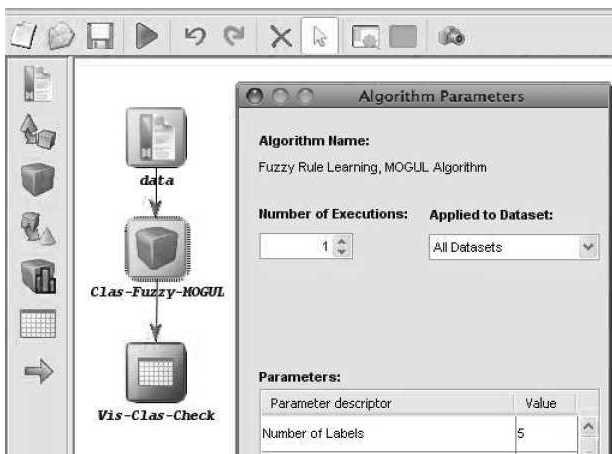 Algorithm Parameters
data
Clas-Fuzzy-MOGUL
Vis-Clas-Check
Algorithm Name:
Fuzzy Rule Learning, MOGUL Algorithm
Number of Executions: Applied to Dataset:
1 All Datasets
Parameters:
Parameter descriptor Value
Number of Labels 5